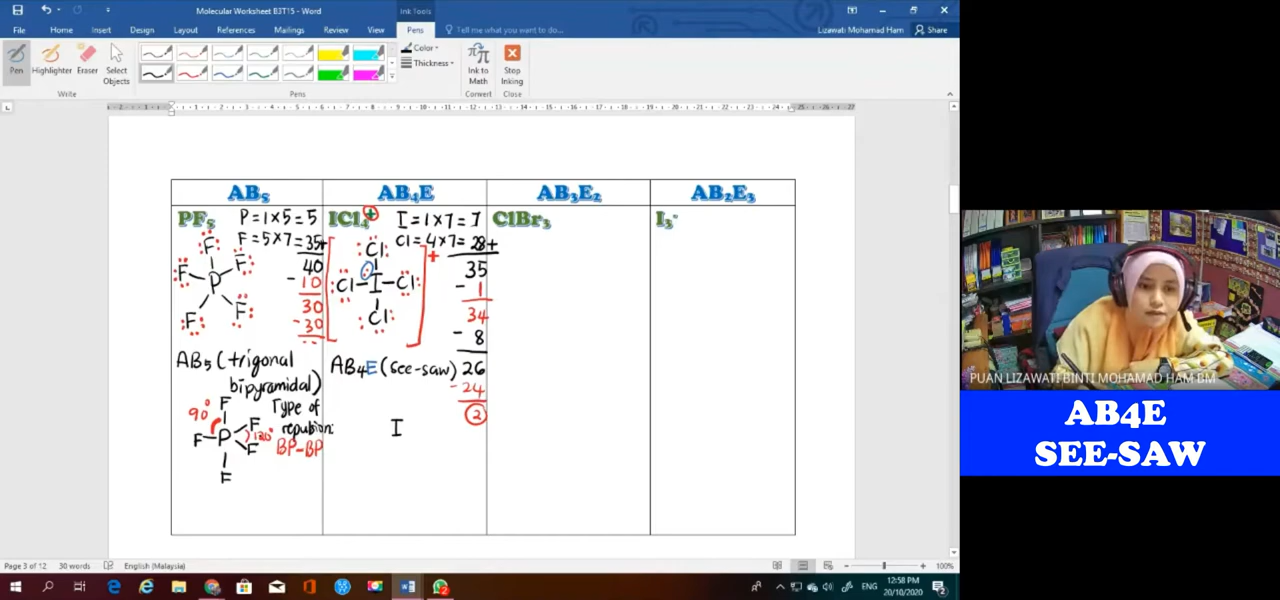 Molecular Worksheet B3T15 - Word
Ink Tools
File Home Insert Design Layout References Mailings Review View Pens Tell me what you want to do...
Lizawati Mohamad Ham Share
Pen Highlighter Eraser Select Objects
Color
Thickness
Ink to Math
Stop Inking
Write Pens Convert Close
AB₅ AB₄E AB₃E₂ AB₂E₃
PF₅
P = 1 × 5 = 5
F = 5 × 7 = 35 +
40
- 10
30
- 30
F
F F
P
F F
AB₅ (trigonal bipyramidal)
Type of repulsion:
BP-BP
90°
120°
F
F-P F
F
F
ICl₄⁺
I = 1 × 7 = 7
Cl = 4 × 7 = 28 +
35
- 1
34
- 8
26
- 24
2
Cl
Cl-I-Cl
Cl
+
AB₄E (see-saw)
I
ClBr₃
I₃⁻
PUAN LIZAWATI BINTI MOHAMAD HAM BM
AB4E
SEE-SAW
Page 3 of 12 30 words English (Malaysia)
100%
ENG
12:58 PM
20/10/2020